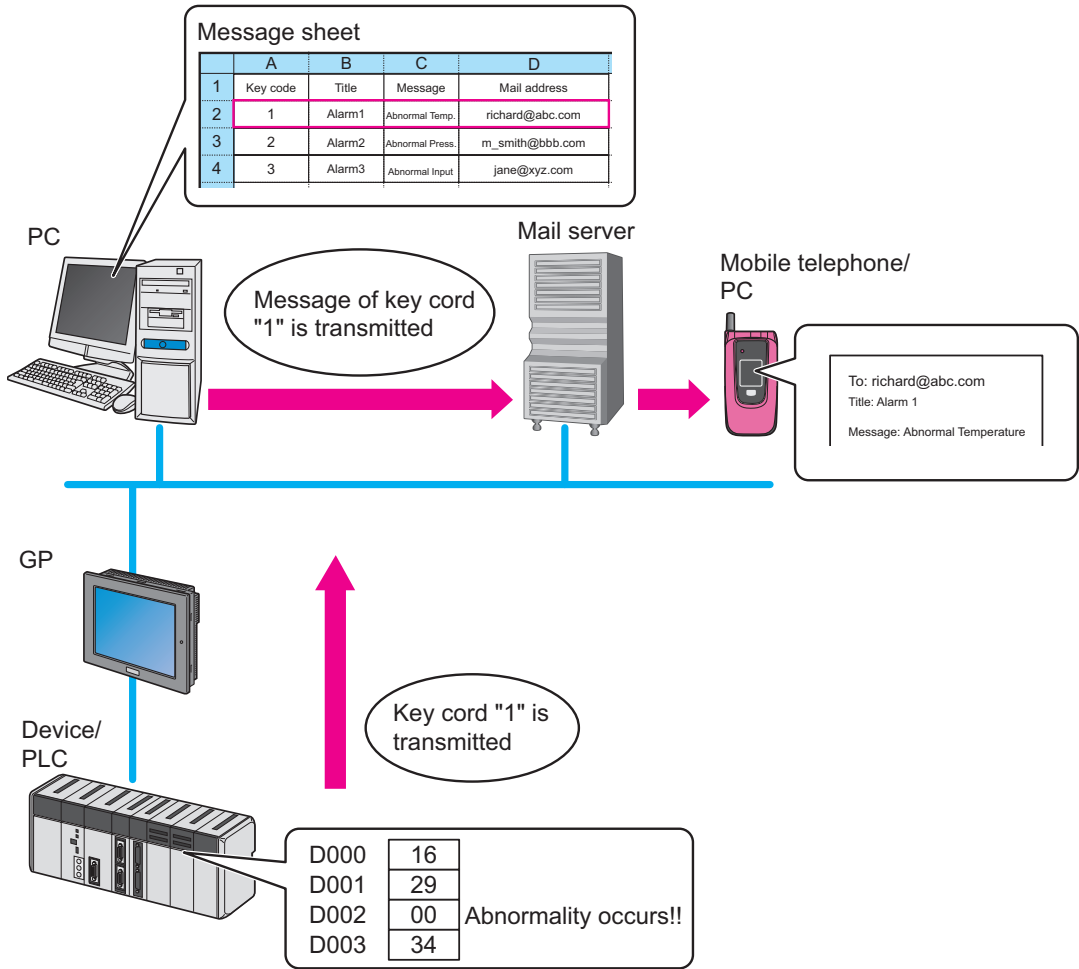 Message sheet
A B C D
1 Key code Title Message Mail address
2 1 Alarm1 Abnormal Temp. richard@abc.com
3 2 Alarm2 Abnormal Press. m_smith@bbb.com
4 3 Alarm3 Abnormal Input jane@xyz.com
PC
Mail server
Mobile telephone/
PC
Message of key cord
"1" is transmitted
To: richard@abc.com
Title: Alarm 1
Message: Abnormal Temperature
GP
Key cord "1" is
transmitted
Device/
PLC
D000 16
D001 29
D002 00 Abnormality occurs!!
D003 34